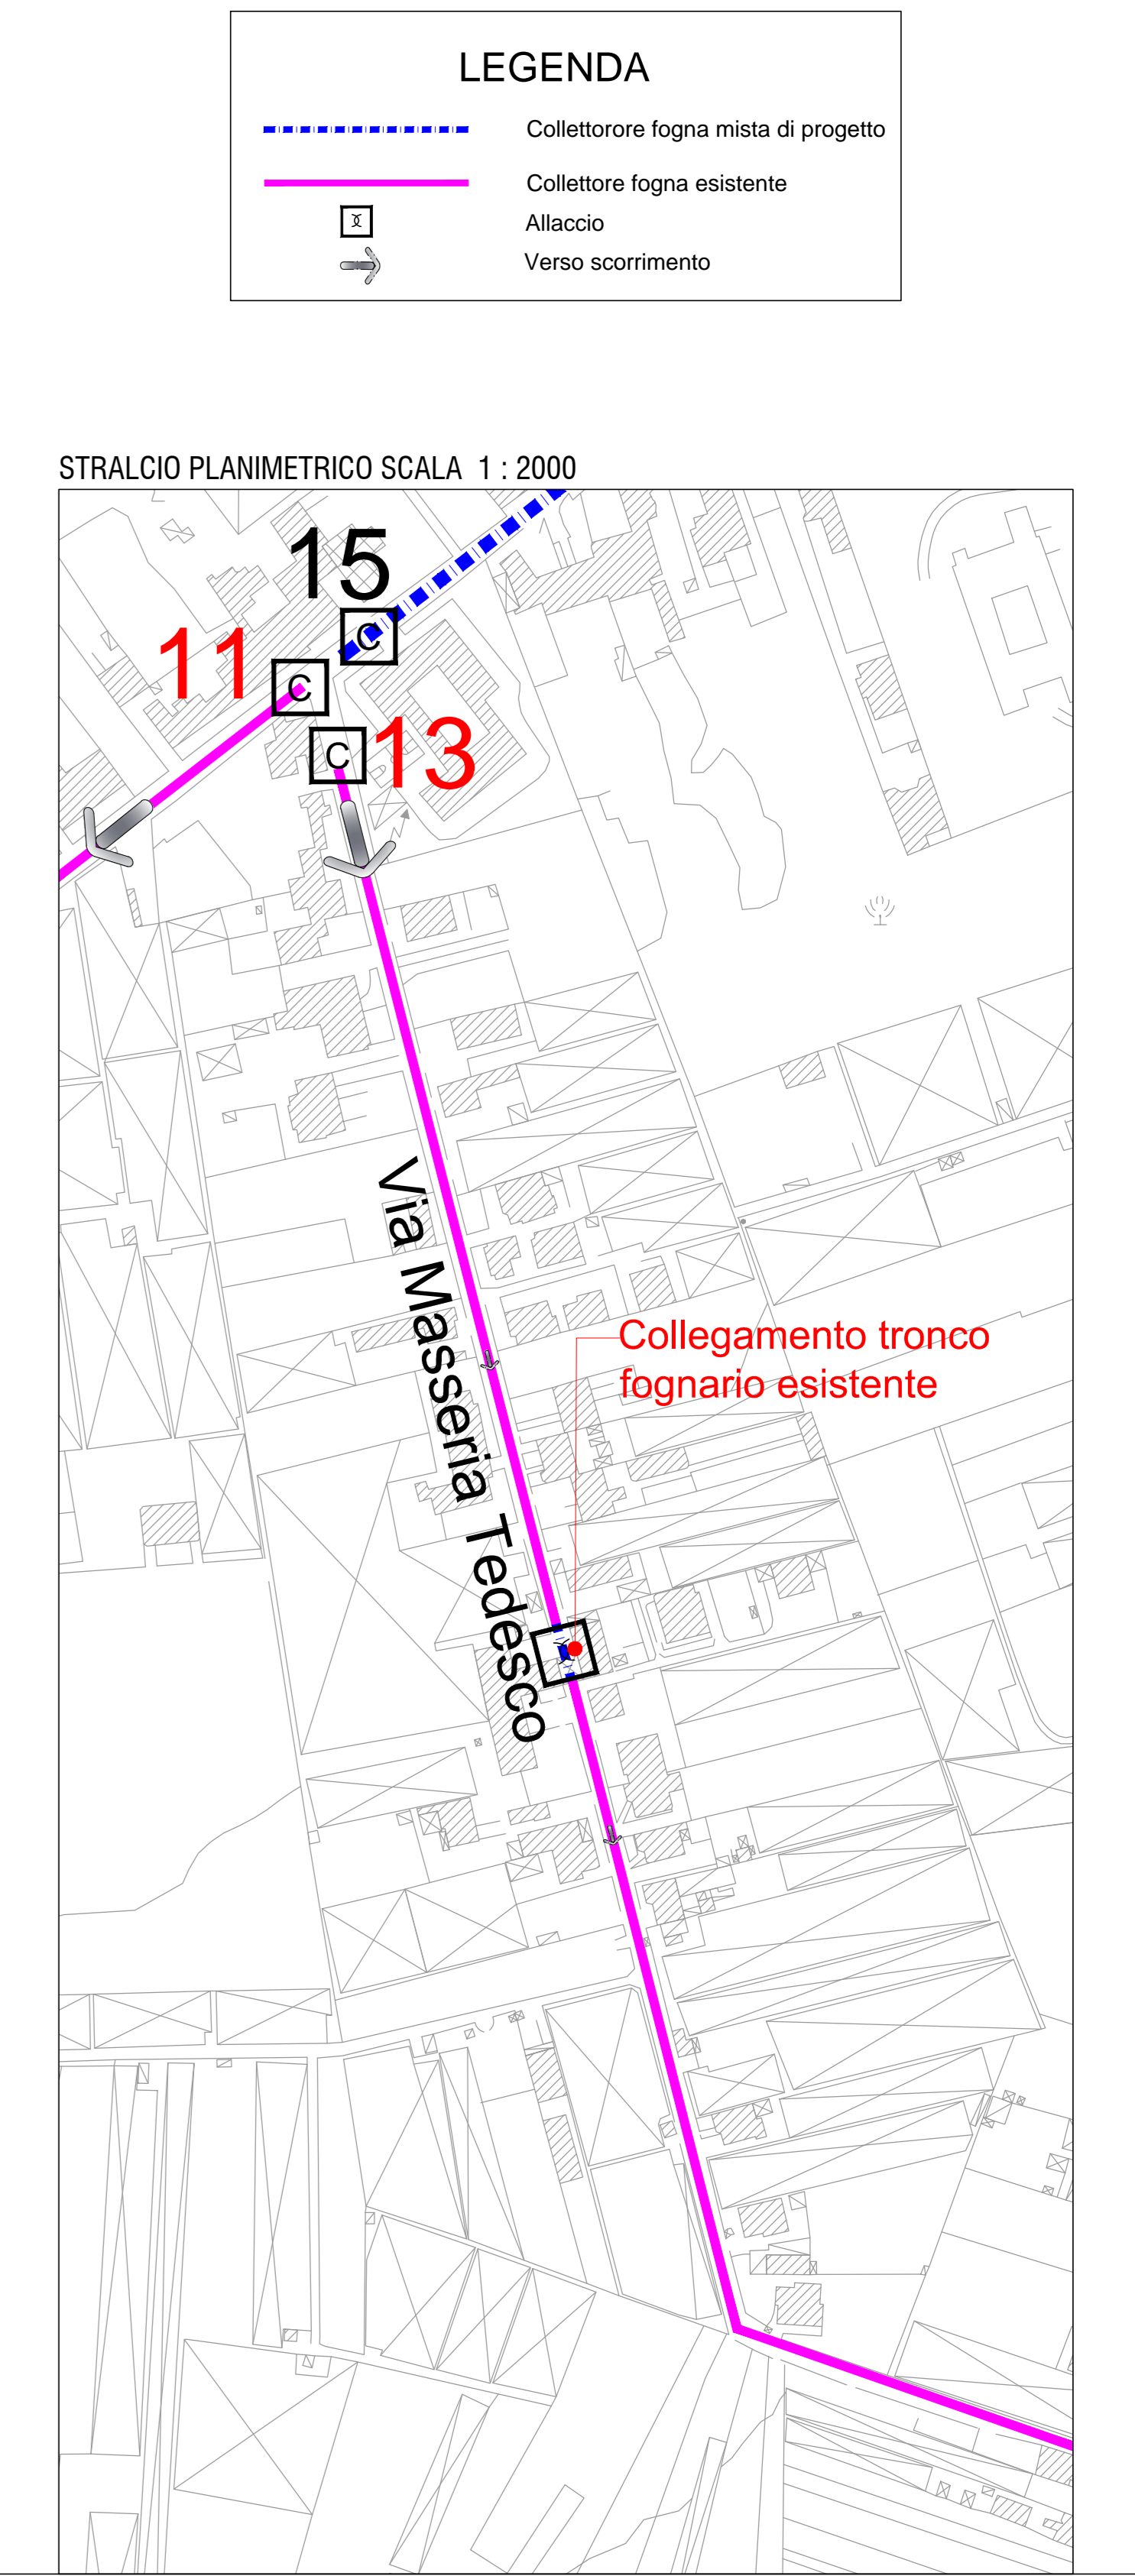 LEGENDA
Collettorore fogna mista di progetto
Collettore fogna esistente
Allaccio
Verso scorrimento
STRALCIO PLANIMETRICO SCALA 1 : 2000
15
C
11
C
C
13
Via Masseria Tedesco
Collegamento tronco
fognario esistente